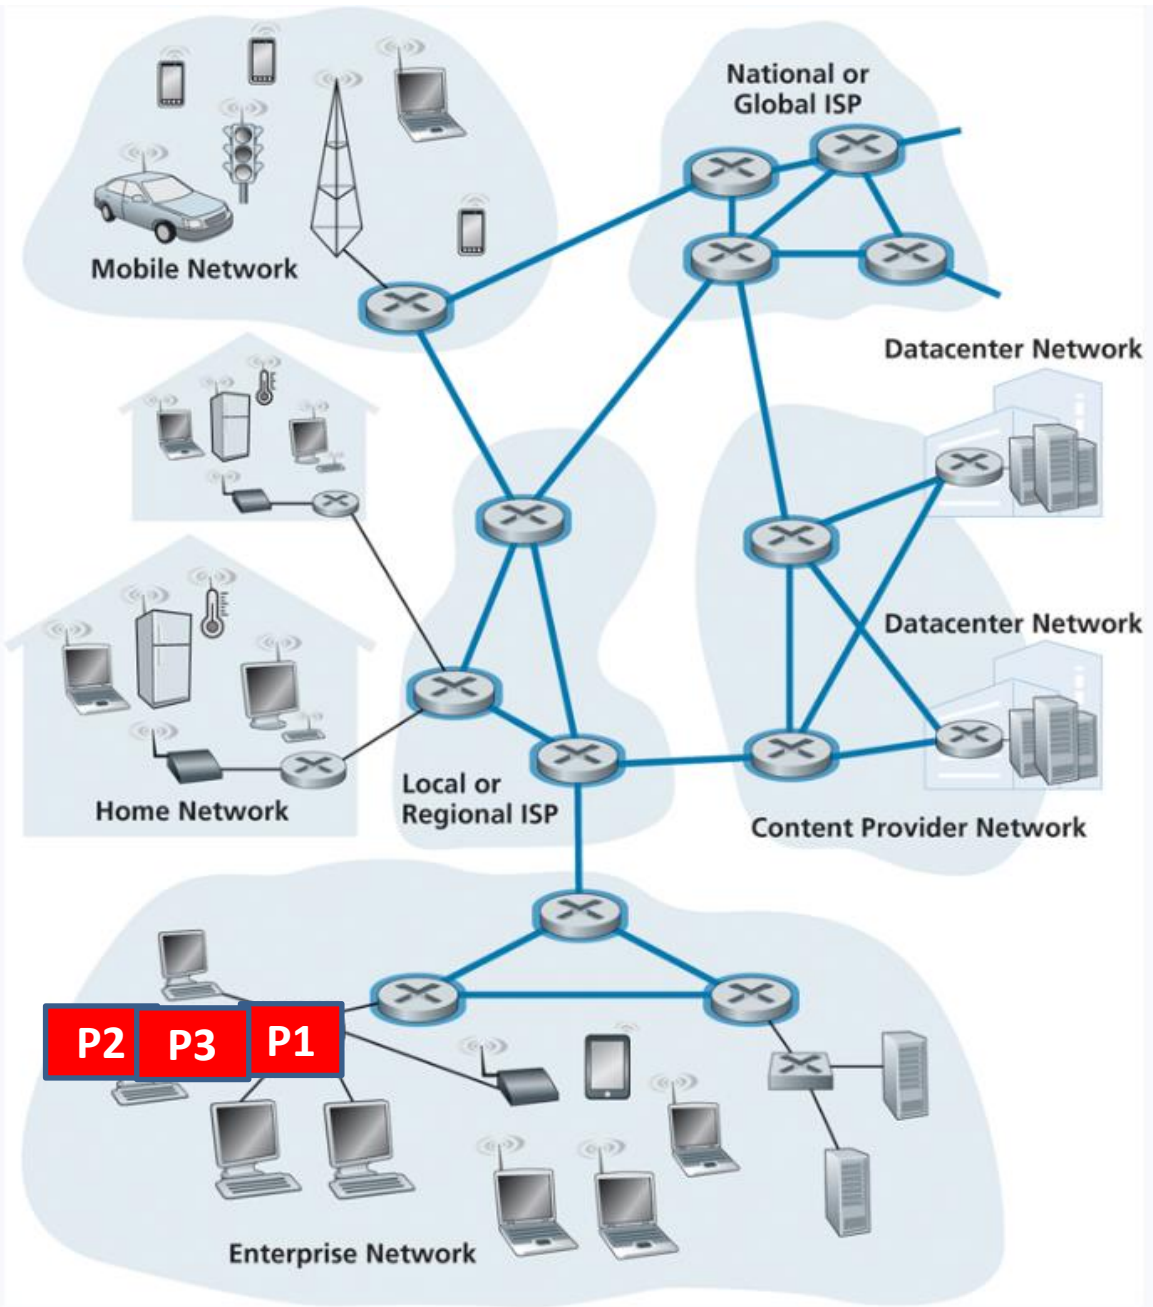 National or
Global ISP
Mobile Network
Datacenter Network
Datacenter Network
Home Network
Local or
Regional ISP
Content Provider Network
P2
P3
P1
Enterprise Network